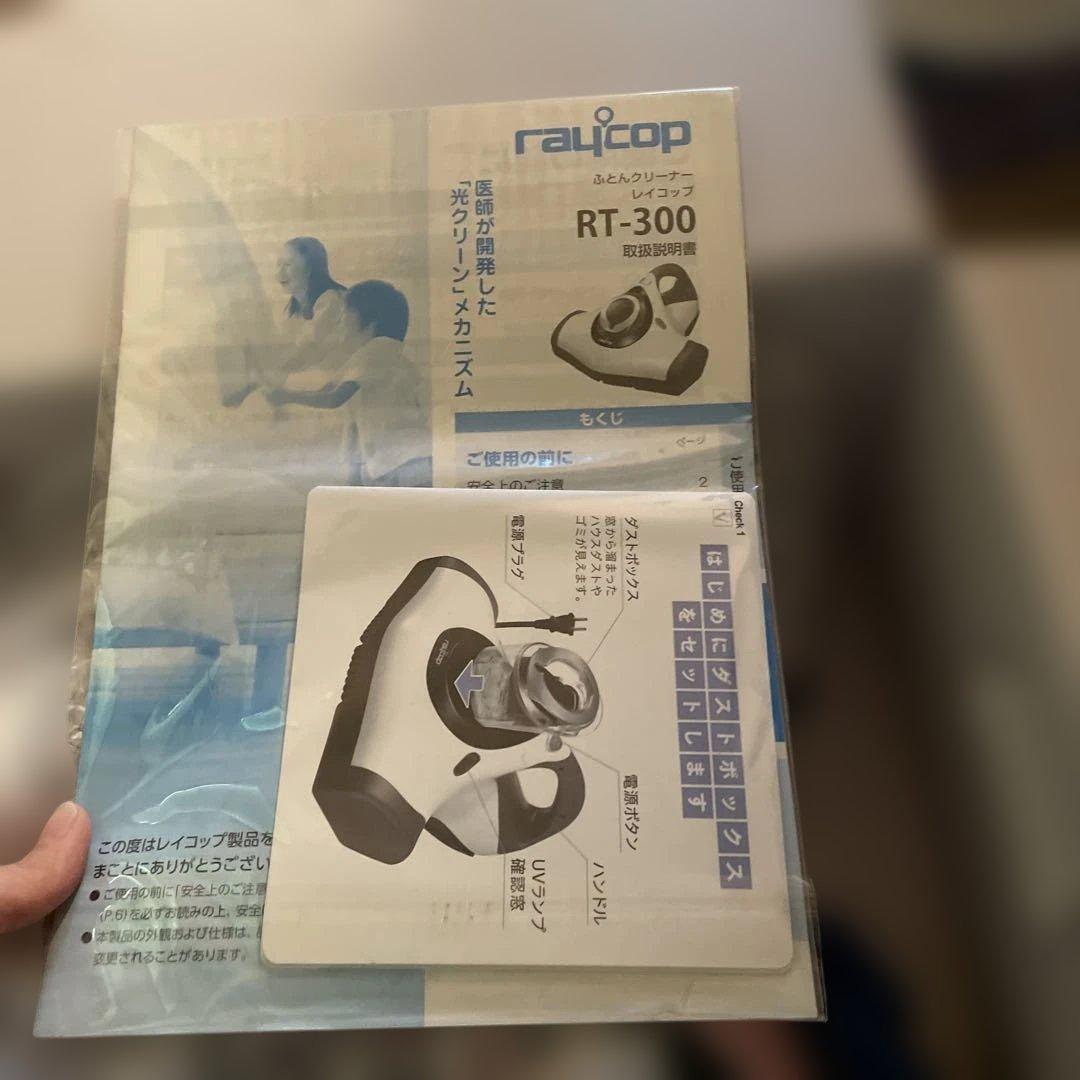 raycop
ふとんクリーナー
レイコップ
RT-300
取扱説明書
医師が開発した
「光クリーン」メカニズム
もくじ
ページ
ご使用の前に
安全上のご注意
2
この度はレイコップ製品を
まことにありがとうござい
●ご使用の前に「安全上のご注意
(P.6)を必ずお読みの上、安全
●本製品の外観および仕様は、
変更されることがあります。
Check 1
はじめにダストボックス
をセットします
ダストボックス
窓から溜まった
ハウスダストや
ゴミが見えます。
電源プラグ
raycop
電源ボタン
ハンドル
UVランプ
確認窓